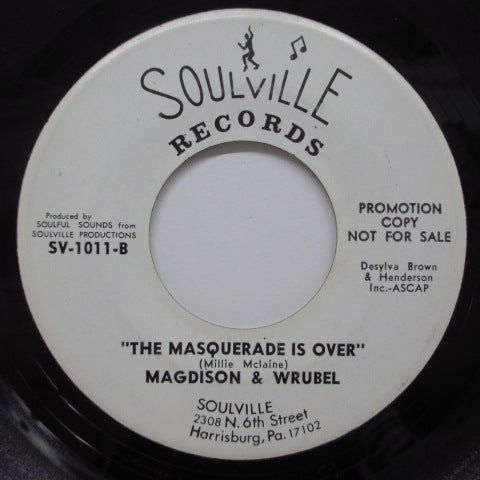 SOULVILLE
RECORDS
Produced by
SOULFUL SOUNDS from
SOULVILLE PRODUCTIONS
SV-1011-B
PROMOTION
COPY
NOT FOR SALE
Desylva Brown
& Henderson
Inc.-ASCAP
"THE MASQUERADE IS OVER"
(Millie Mclaine)
MAGDISON & WRUBEL
SOULVILLE
2308 N. 6th Street
Harrisburg, Pa. 17102